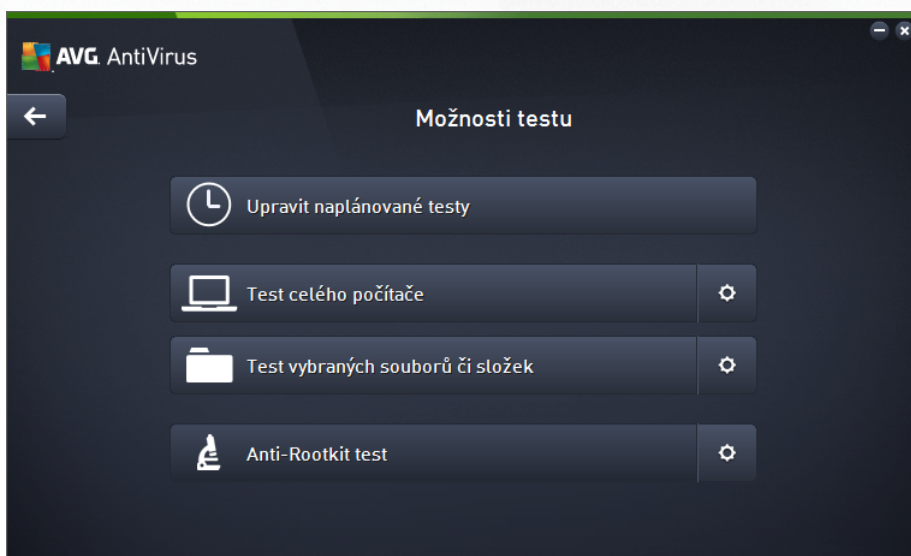 AVG. AntiVirus
Možnosti testu
Upravit naplánované testy
Test celého počítače
Test vybraných souborů či složek
Anti-Rootkit test